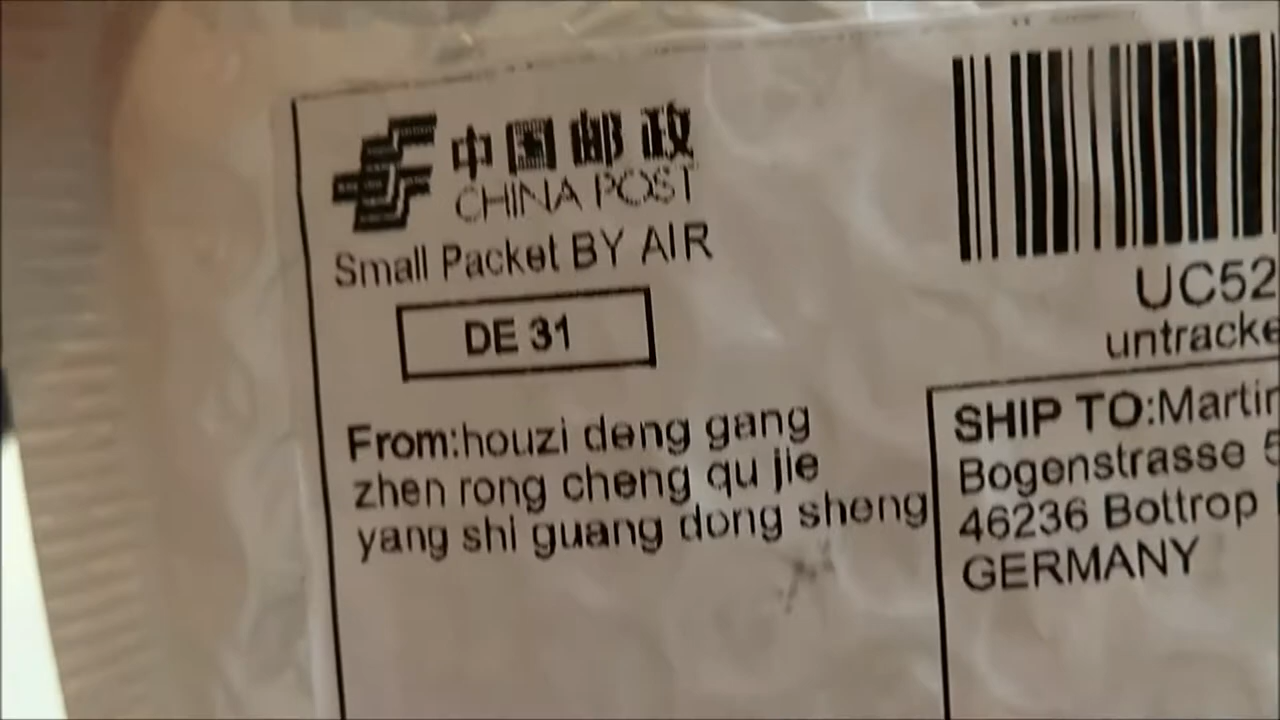 中国邮政
CHINA POST
Small Packet BY AIR
DE 31
From:houzi deng gang
zhen rong cheng qu jie
yang shi guang dong sheng
UC52
untracke
SHIP TO:Martin
Bogenstrasse 5
46236 Bottrop
GERMANY